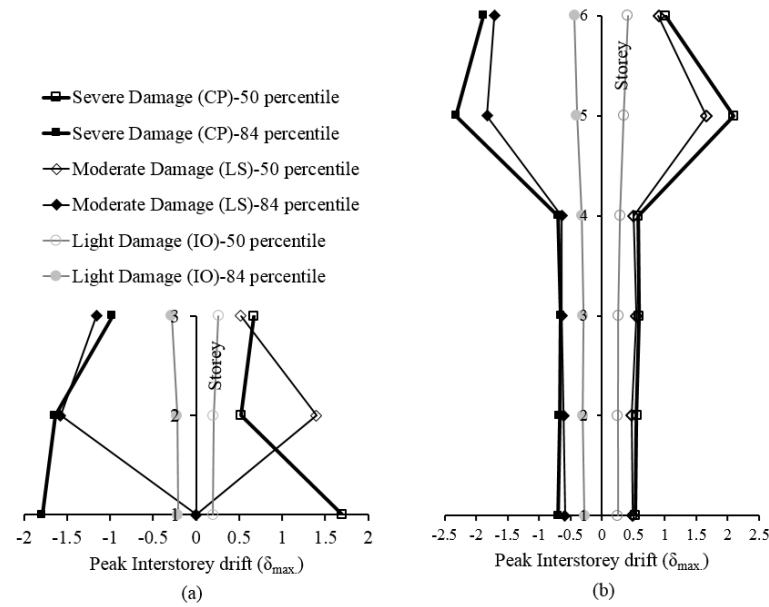 Severe Damage (CP)-50 percentile
Severe Damage (CP)-84 percentile
Moderate Damage (LS)-50 percentile
Moderate Damage (LS)-84 percentile
Light Damage (IO)-50 percentile
Light Damage (IO)-84 percentile
3
2
1
Storey
-2 -1.5 -1 -0.5 0 0.5 1 1.5 2
Peak Interstorey drift (δmax.)
(a)
6
5
4
3
2
1
Storey
-2.5 -2 -1.5 -1 -0.5 0 0.5 1 1.5 2 2.5
Peak Interstorey drift (δmax.)
(b)